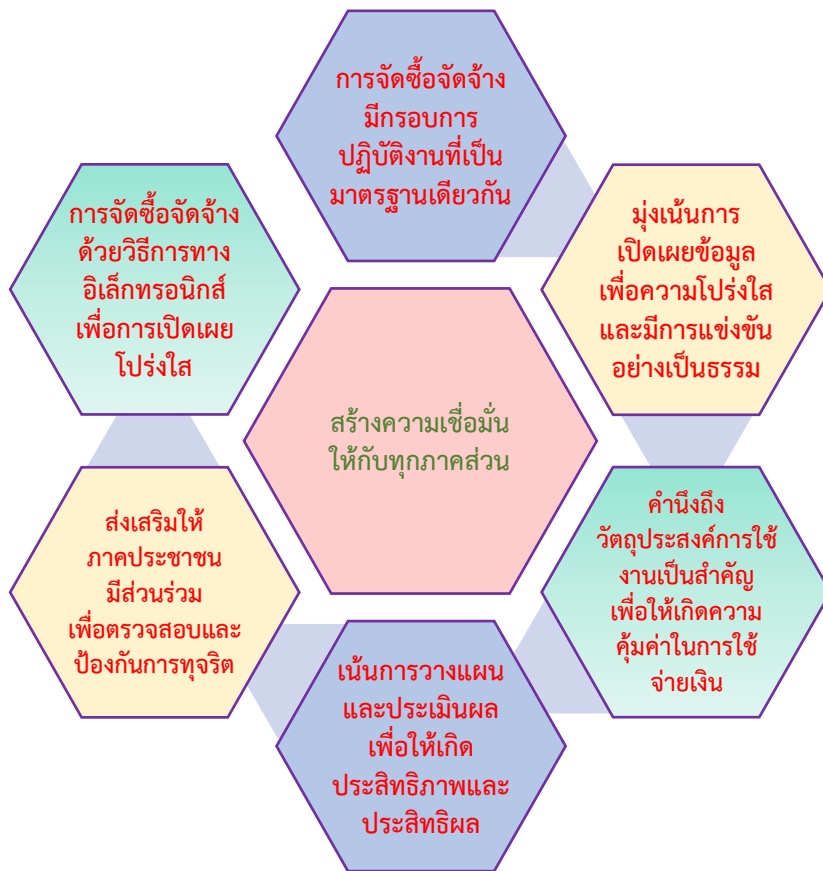 การจัดซื้อจัดจ้าง
มีกรอบการ
ปฏิบัติงานที่เป็น
มาตรฐานเดียวกัน
มุ่งเน้นการ
เปิดเผยข้อมูล
เพื่อความโปร่งใส
และมีการแข่งขัน
อย่างเป็นธรรม
คำนึงถึง
วัตถุประสงค์การใช้
งานเป็นสำคัญ
เพื่อให้เกิดความ
คุ้มค่าในการใช้
จ่ายเงิน
เน้นการวางแผน
และประเมินผล
เพื่อให้เกิด
ประสิทธิภาพและ
ประสิทธิผล
ส่งเสริมให้
ภาคประชาชน
มีส่วนร่วม
เพื่อตรวจสอบและ
ป้องกันการทุจริต
การจัดซื้อจัดจ้าง
ด้วยวิธีการทาง
อิเล็กทรอนิกส์
เพื่อการเปิดเผย
โปร่งใส
สร้างความเชื่อมั่น
ให้กับทุกภาคส่วน